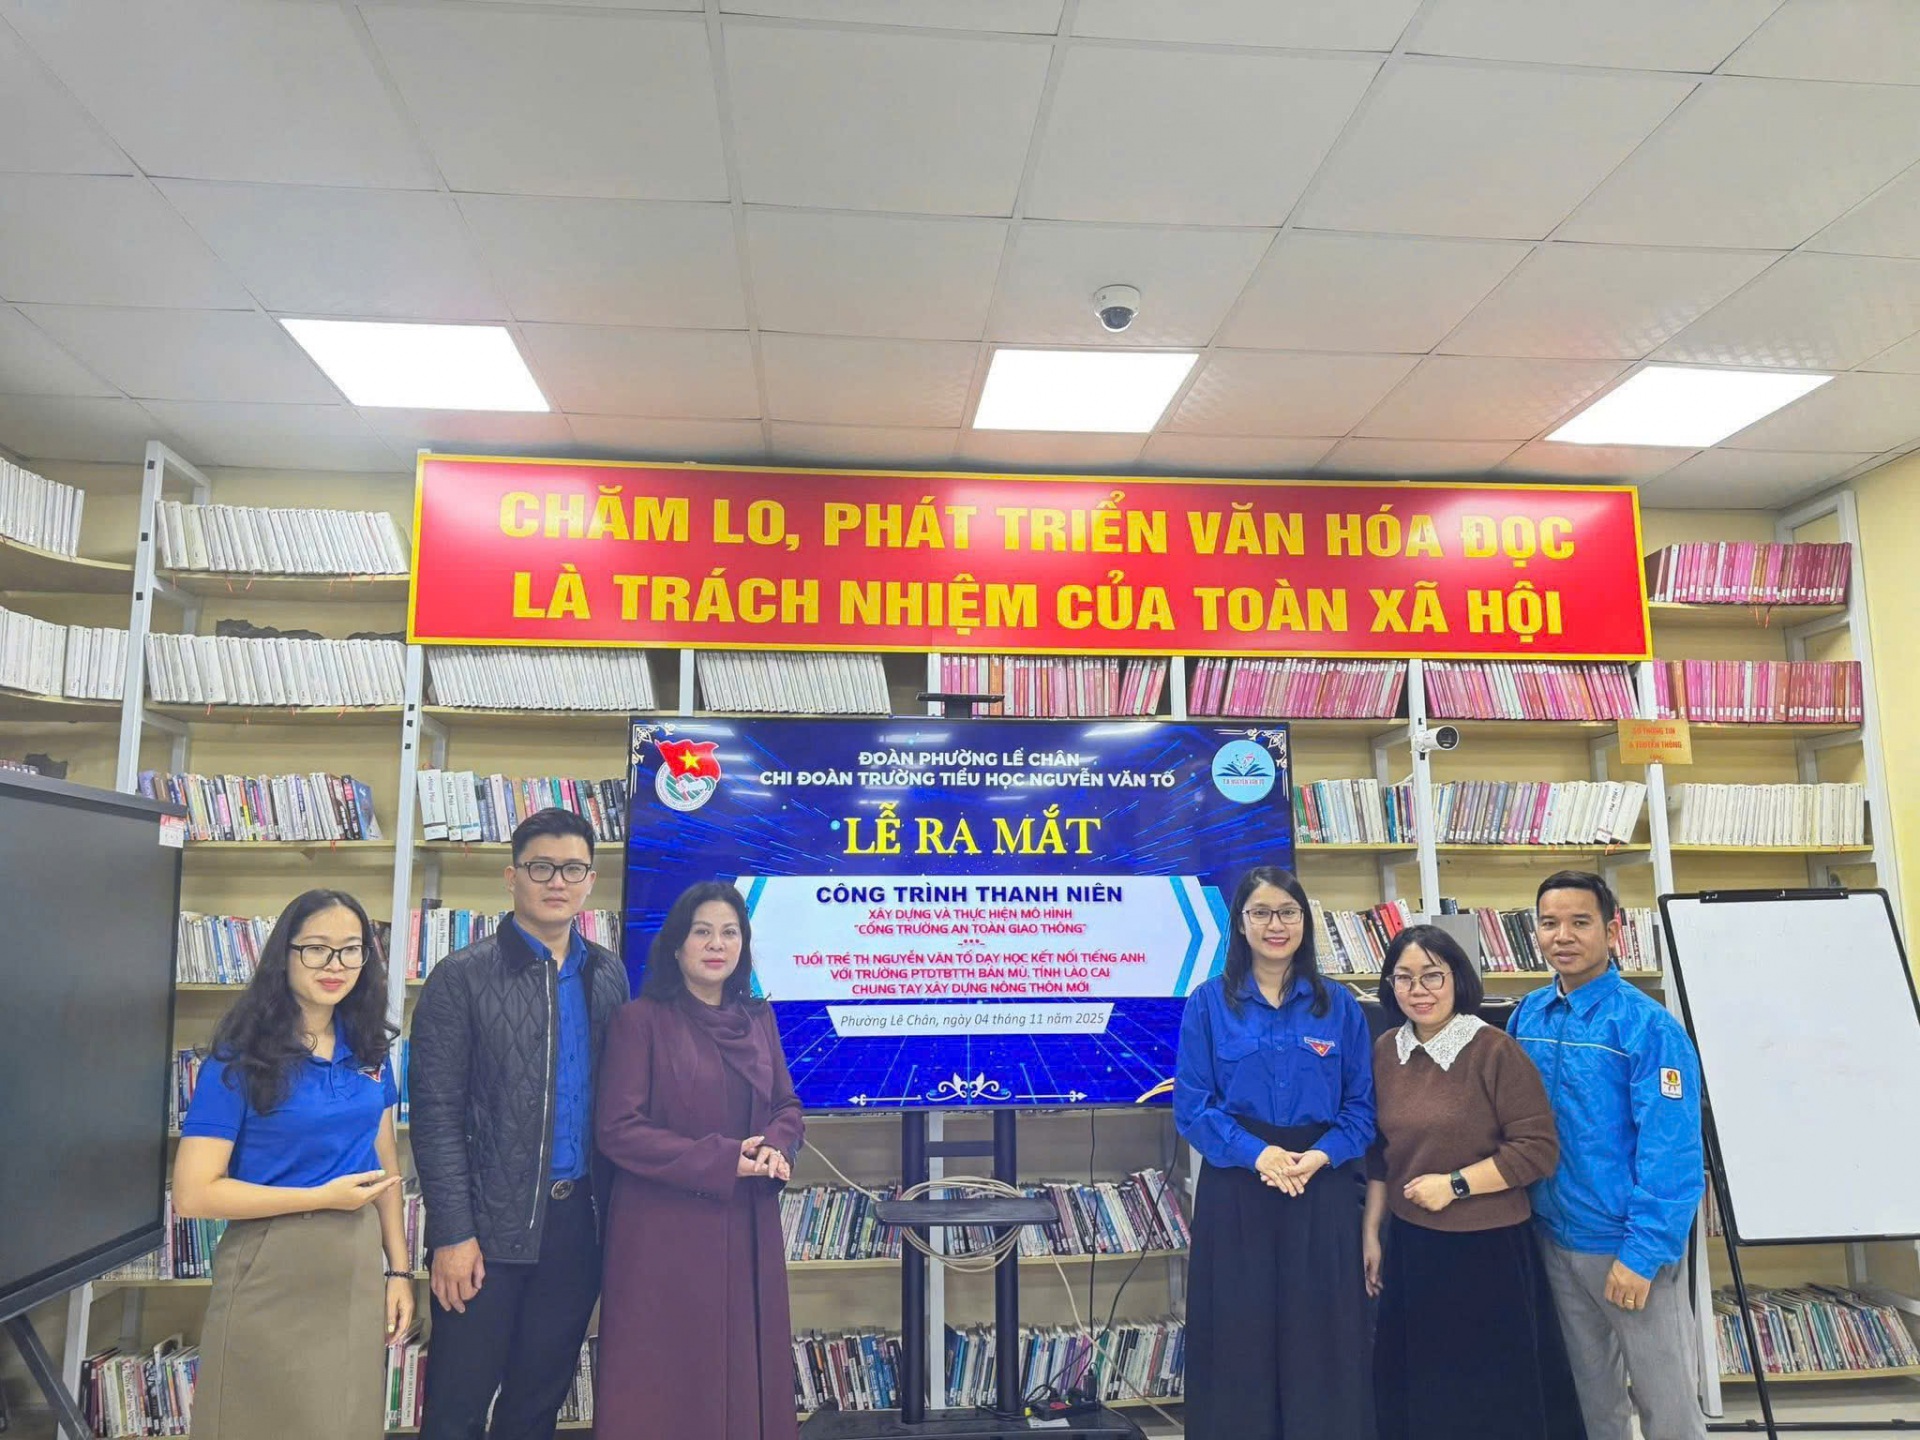 CHĂM LO, PHÁT TRIỂN VĂN HÓA ĐỌC
LÀ TRÁCH NHIỆM CỦA TOÀN XÃ HỘI
ĐOÀN PHƯỜNG LÊ CHÂN
CHI ĐOÀN TRƯỜNG TIỂU HỌC NGUYỄN VĂN TỐ
T.H NGUYỄN VĂN TỐ
LỄ RA MẮT
CÔNG TRÌNH THANH NIÊN
XÂY DỰNG VÀ THỰC HIỆN MÔ HÌNH
"CỔNG TRƯỜNG AN TOÀN GIAO THÔNG"
-***-
TUỔI TRẺ TH NGUYỄN VĂN TỐ DẠY HỌC KẾT NỐI TIẾNG ANH
VỚI TRƯỜNG PTDTBTTH BẢN MÙ, TỈNH LÀO CAI
CHUNG TAY XÂY DỰNG NÔNG THÔN MỚI
Phường Lê Chân, ngày 04 tháng 11 năm 2025